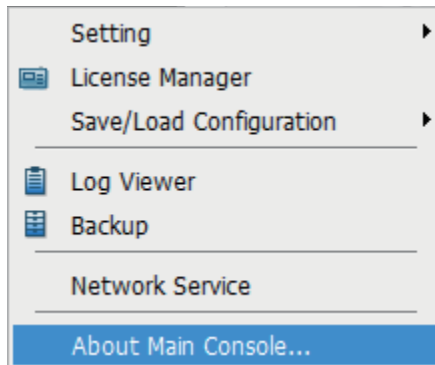 Setting
License Manager
Save/Load Configuration
Log Viewer
Backup
Network Service
About Main Console...